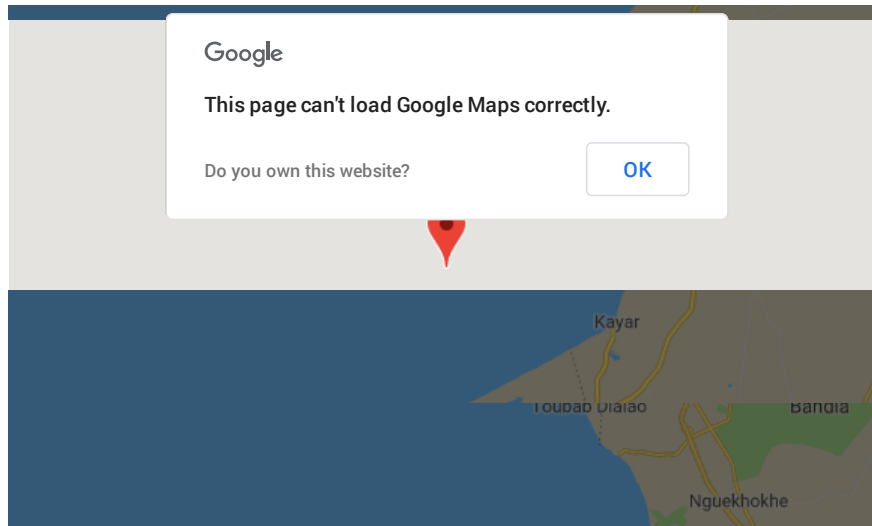 Google
This page can't load Google Maps correctly.
Do you own this website?
OK
Kayar
Toubab Dialao
Bandia
Nguekhokhe